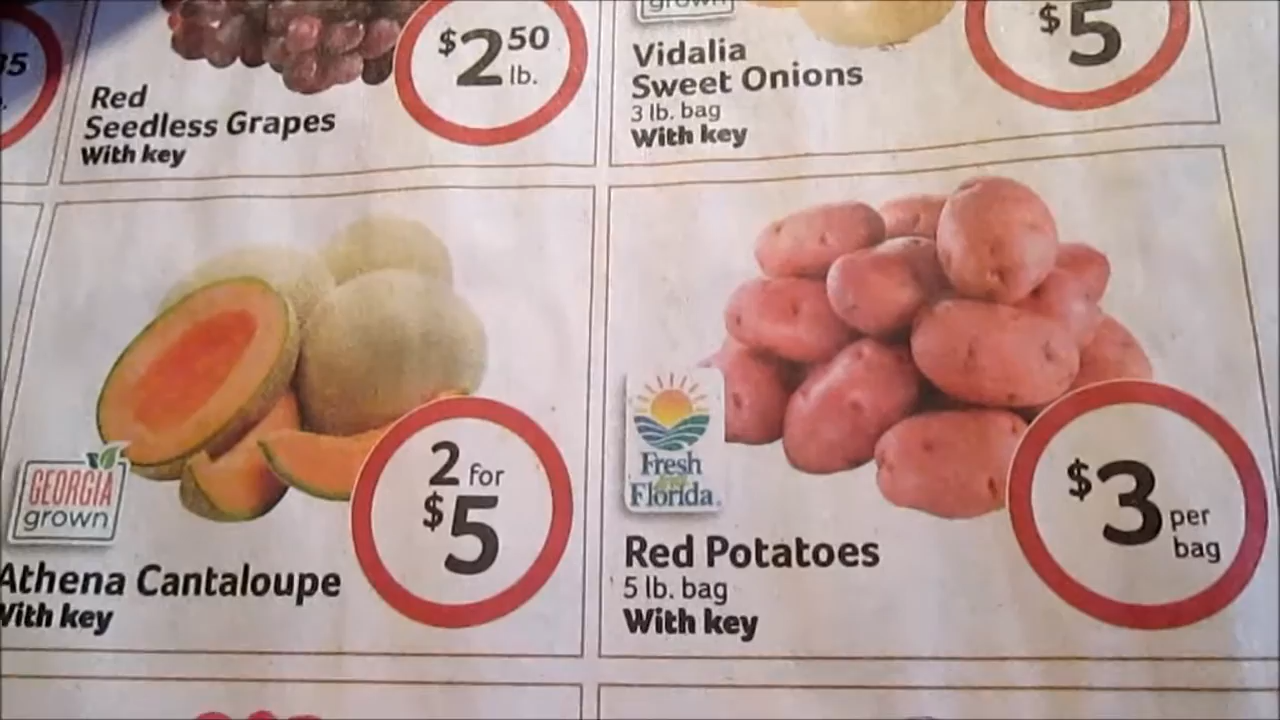 35
$2 50 lb.
Red
Seedless Grapes
With key
grown
$5
Vidalia
Sweet Onions
3 lb. bag
With key
GEORGIA
grown
2 for
$5
Athena Cantaloupe
With key
Fresh
Florida
$3 per bag
Red Potatoes
5 lb. bag
With key